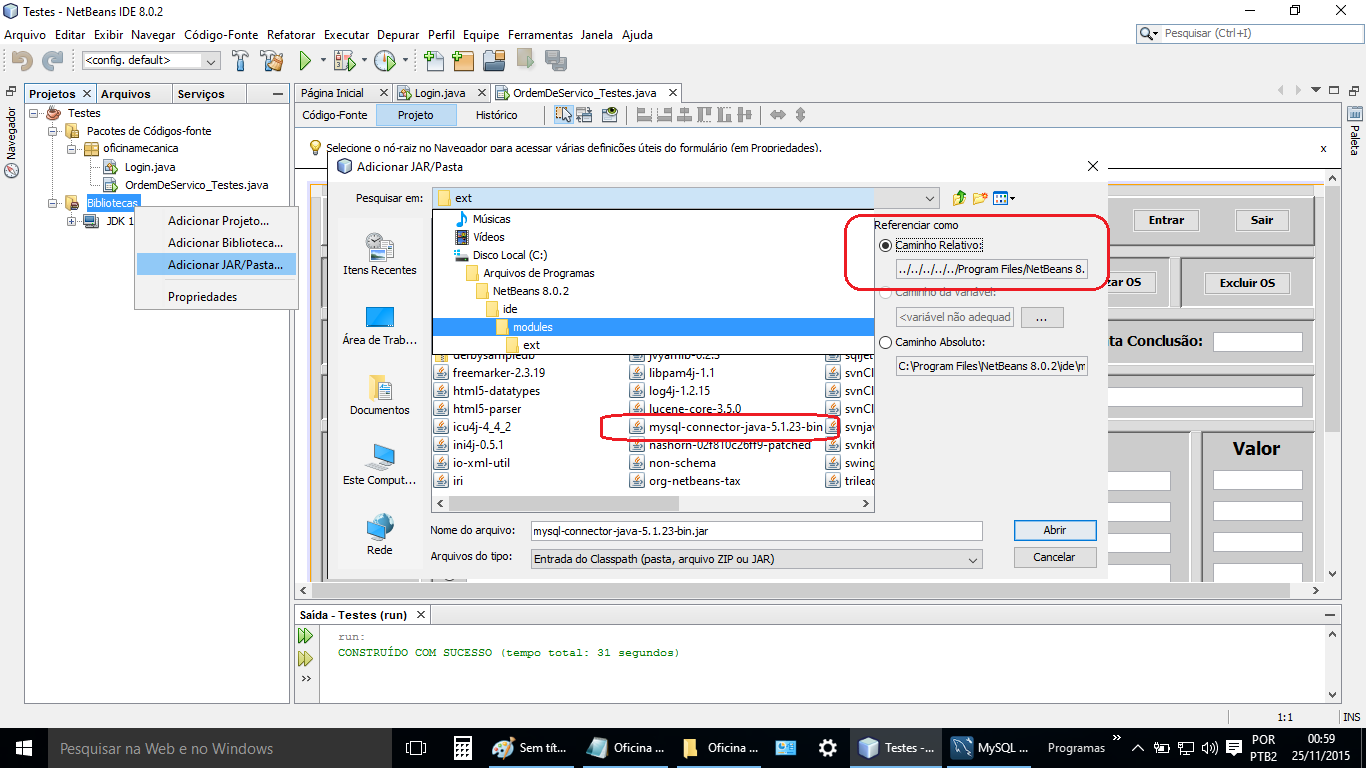 Testes - NetBeans IDE 8.0.2
Arquivo Editar Exibir Navegar Código-Fonte Refatorar Executar Depurar Perfil Equipe Ferramentas Janela Ajuda
Pesquisar (Ctrl+I)
<config. default>
Projetos Arquivos Serviços
Navegador
Testes
Pacotes de Códigos-fonte
oficinamecanica
Login.java
OrdemDeServico_Testes.java
Bibliotecas
JDK 1
Adicionar Projeto...
Adicionar Biblioteca...
Adicionar JAR/Pasta...
Propriedades
Página Inicial Login.java OrdemDeServico_Testes.java
Código-Fonte Projeto Histórico
Paleta
Selecione o nó-raiz no Navegador para acessar várias definições úteis do formulário (em Propriedades). x
Adicionar JAR/Pasta
Pesquisar em: ext
Músicas
Vídeos
Disco Local (C:)
Arquivos de Programas
NetBeans 8.0.2
ide
modules
ext
Itens Recentes
Área de Trab...
Documentos
Este Comput...
Rede
derbysampledb
freemarker-2.3.19
html5-datatypes
html5-parser
icu4j-4_4_2
ini4j-0.5.1
io-xml-util
iri
jvyamlb-0.2.3
libpam4j-1.1
log4j-1.2.15
lucene-core-3.5.0
mysql-connector-java-5.1.23-bin
nashorn-02f810c26ff9-patched
non-schema
org-netbeans-tax
sqljet
svnCl
svnCl
svnCl
svnjav
svnkit
swing
trilead
Referenciar como
Caminho Relativo:
../../../../../Program Files/NetBeans 8.
Caminho da Variável:
<variável não adequad ...
Caminho Absoluto:
C:\Program Files\NetBeans 8.0.2\ide\m
Nome do arquivo: mysql-connector-java-5.1.23-bin.jar Abrir
Arquivos do tipo: Entrada do Classpath (pasta, arquivo ZIP ou JAR) Cancelar
Entrar Sair
zar OS Excluir OS
ta Conclusão:
Valor
Saída - Testes (run)
run:
CONSTRUÍDO COM SUCESSO (tempo total: 31 segundos)
1:1 INS
Pesquisar na Web e no Windows
Sem tít... Oficina ... Oficina ... Testes -... MySQL ... Programas
POR
PTB2
00:59
25/11/2015